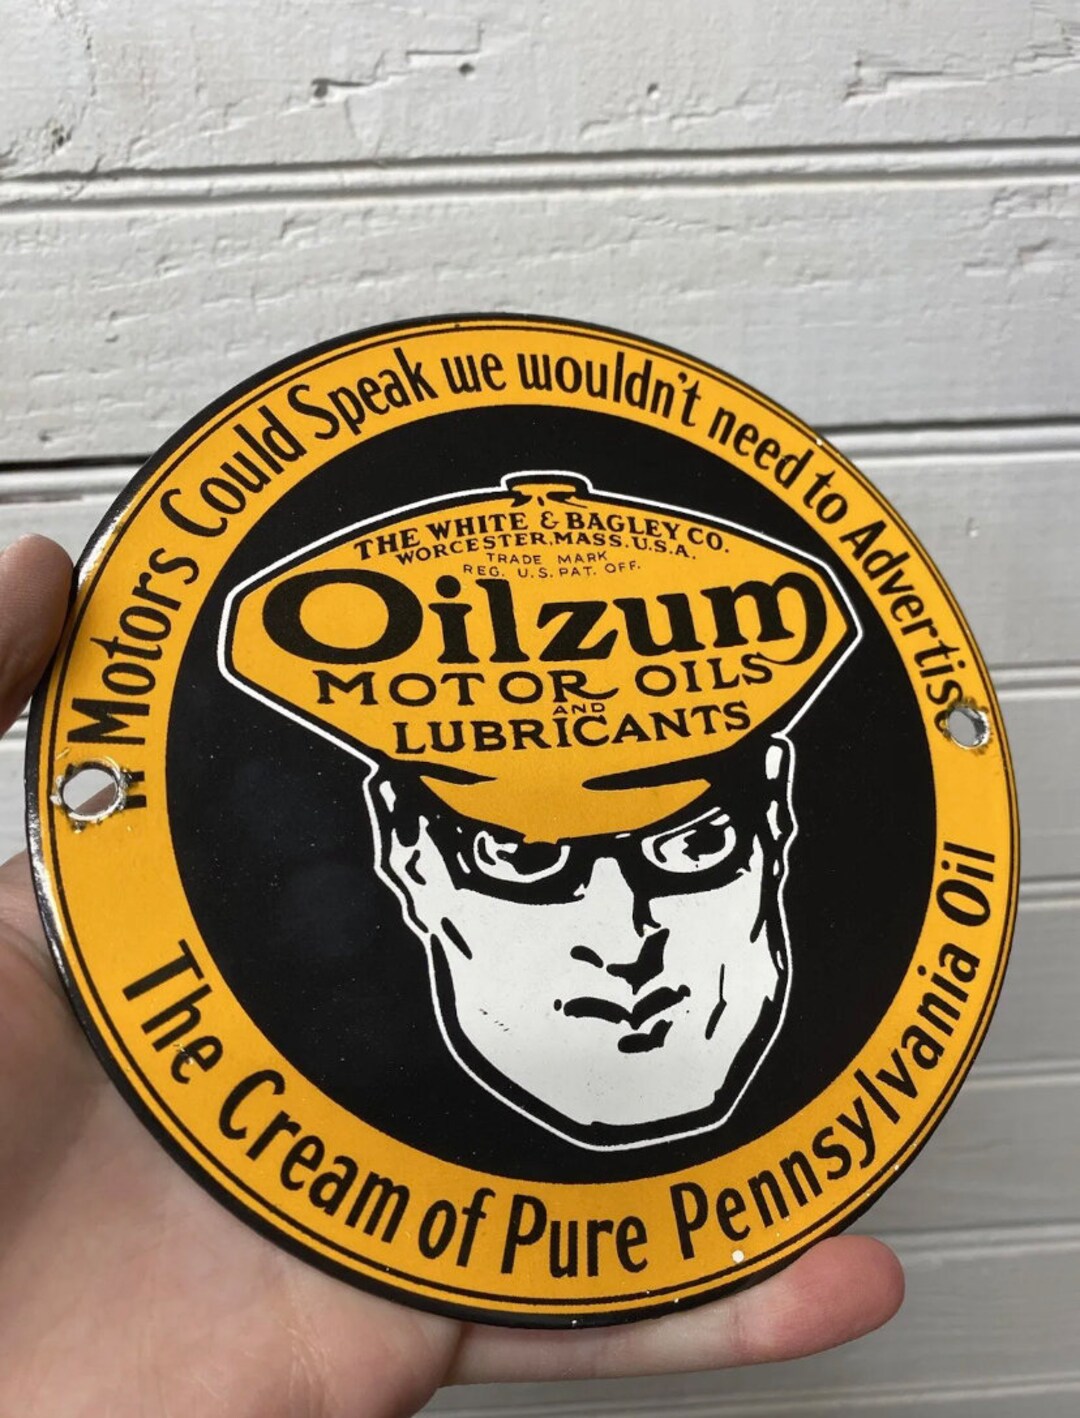 If Motors Could Speak we wouldn't need to Advertise
THE WHITE & BAGLEY CO.
WORCESTER, MASS. U.S.A.
TRADE MARK
REG. U.S. PAT. OFF.
Oilzum
MOTOR OILS
AND
LUBRICANTS
The Cream of Pure Pennsylvania Oil